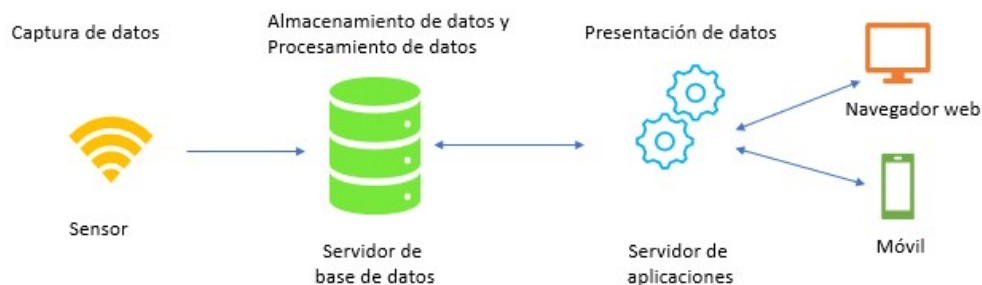 Captura de datos
Almacenamiento de datos y
Procesamiento de datos
Presentación de datos
Navegador web
Sensor
Servidor de
base de datos
Servidor de
aplicaciones
Móvil